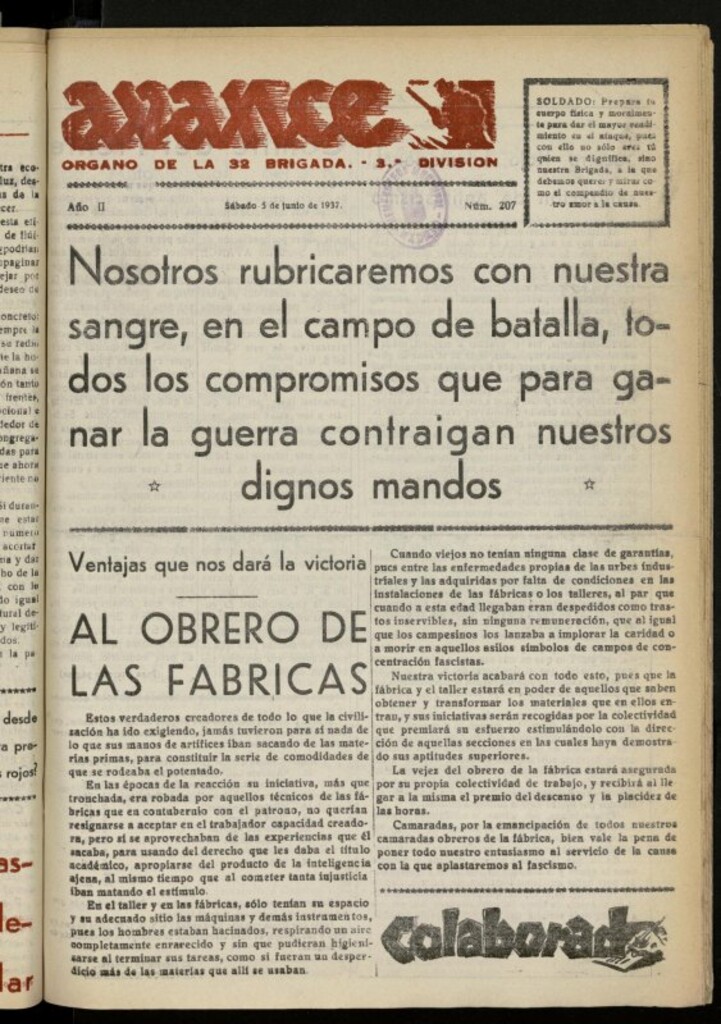 avance
ORGANO DE LA 32 BRIGADA. - 3.ª DIVISION
Año II
Sábado 5 de junio de 1937.
Núm. 207
SOLDADO: Prepara tu
cuerpo física y moralmen-
te para dar el mayor rendi-
miento en el ataque, pues
con ello no sólo eres tú
quien se dignifica, sino
nuestra Brigada, a la que
debemos querer y mirar co-
mo el compendio de nues-
tro amor a la causa.
Nosotros rubricaremos con nuestra
sangre, en el campo de batalla, to-
dos los compromisos que para ga-
nar la guerra contraigan nuestros
dignos mandos
Ventajas que nos dará la victoria
AL OBRERO DE
LAS FABRICAS
Estos verdaderos creadores de todo lo que la civili-
zación ha ido exigiendo, jamás tuvieron para sí nada de
lo que sus manos de artífices iban sacando de las mate-
rias primas, para constituir la serie de comodidades de
que se rodeaba el potentado.
En las épocas de la reacción su iniciativa, más que
tronchada, era robada por aquellos técnicos de las fá-
bricas que en contubernio con el patrono, no querían
resignarse a aceptar en el trabajador capacidad creado-
ra, pero sí se aprovechaban de las experiencias que él
sacaba, para usando del derecho que les daba el título
académico, apropiarse del producto de la inteligencia
ajena, al mismo tiempo que al cometer tanta injusticia
iban matando el estímulo.
En el taller y en las fábricas, sólo tenían su espacio
y su adecuado sitio las máquinas y demás instrumentos,
pues los hombres estaban hacinados, respirando un aire
completamente enrarecido y sin que pudieran higieni-
zarse al terminar sus tareas, como si fueran un desper-
dicio más de las materias que allí se usaban.
Cuando viejos no tenían ninguna clase de garantías,
pues entre las enfermedades propias de las urbes indus-
triales y las adquiridas por falta de condiciones en las
instalaciones de las fábricas o los talleres, al par que
cuando a esta edad llegaban eran despedidos como tras-
tos inservibles, sin ninguna remuneración, que al igual
que los campesinos los lanzaba a implorar la caridad o
a morir en aquellos asilos símbolos de campos de con-
centración fascistas.
Nuestra victoria acabará con todo esto, pues que la
fábrica y el taller estará en poder de aquellos que saben
obtener y transformar los materiales que en ellos en-
tran, y sus iniciativas serán recogidas por la colectividad
que premiará su esfuerzo estimulándolo con la direc-
ción de aquellas secciones en las cuales haya demostra-
do sus aptitudes superiores.
La vejez del obrero de la fábrica estará asegurada
por su propia colectividad de trabajo, y recibirá al lle-
gar a la misma el premio del descanso y la placidez de
las horas.
Camaradas, por la emancipación de todos nuestros
camaradas obreros de la fábrica, bien vale la pena de
poner todo nuestro entusiasmo al servicio de la causa
con la que aplastaremos al fascismo.
Colaborad